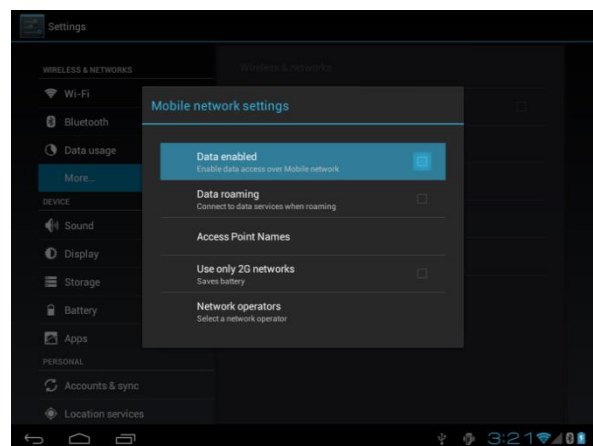 Settings
WIRELESS & NETWORKS
Wireless & networks
Wi-Fi
Bluetooth
Data usage
More...
DEVICE
Sound
Display
Storage
Battery
Apps
PERSONAL
Accounts & sync
Location services
Mobile network settings
Data enabled
Enable data access over Mobile network
Data roaming
Connect to data services when roaming
Access Point Names
Use only 2G networks
Saves battery
Network operators
Select a network operator
3:21